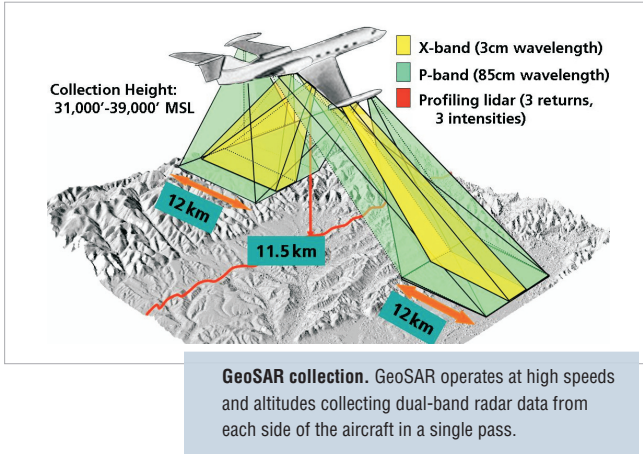 X-band (3cm wavelength)
P-band (85cm wavelength)
Profiling lidar (3 returns,
3 intensities)
Collection Height:
31,000’-39,000’ MSL
12 km
11.5 km
12 km
GeoSAR collection. GeoSAR operates at high speeds
and altitudes collecting dual-band radar data from
each side of the aircraft in a single pass.